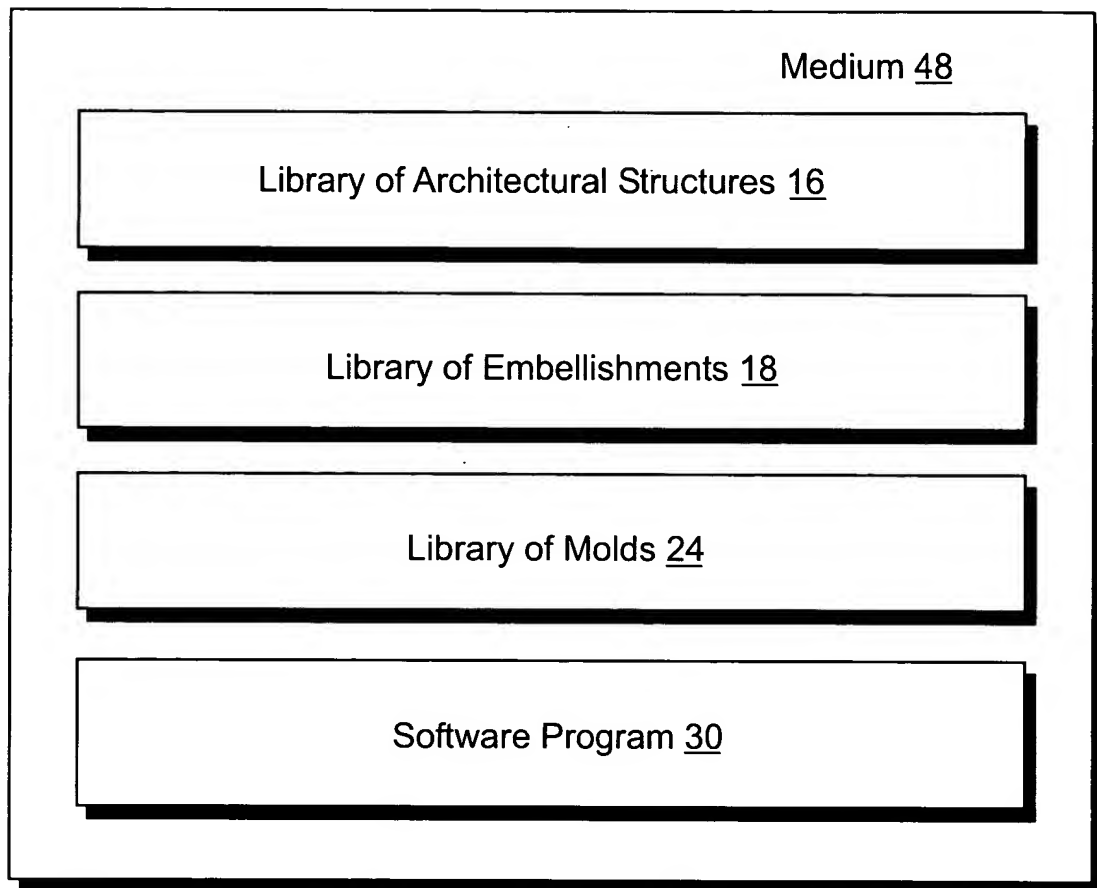 Medium 48
Library of Architectural Structures 16
Library of Embellishments 18
Library of Molds 24
Software Program 30